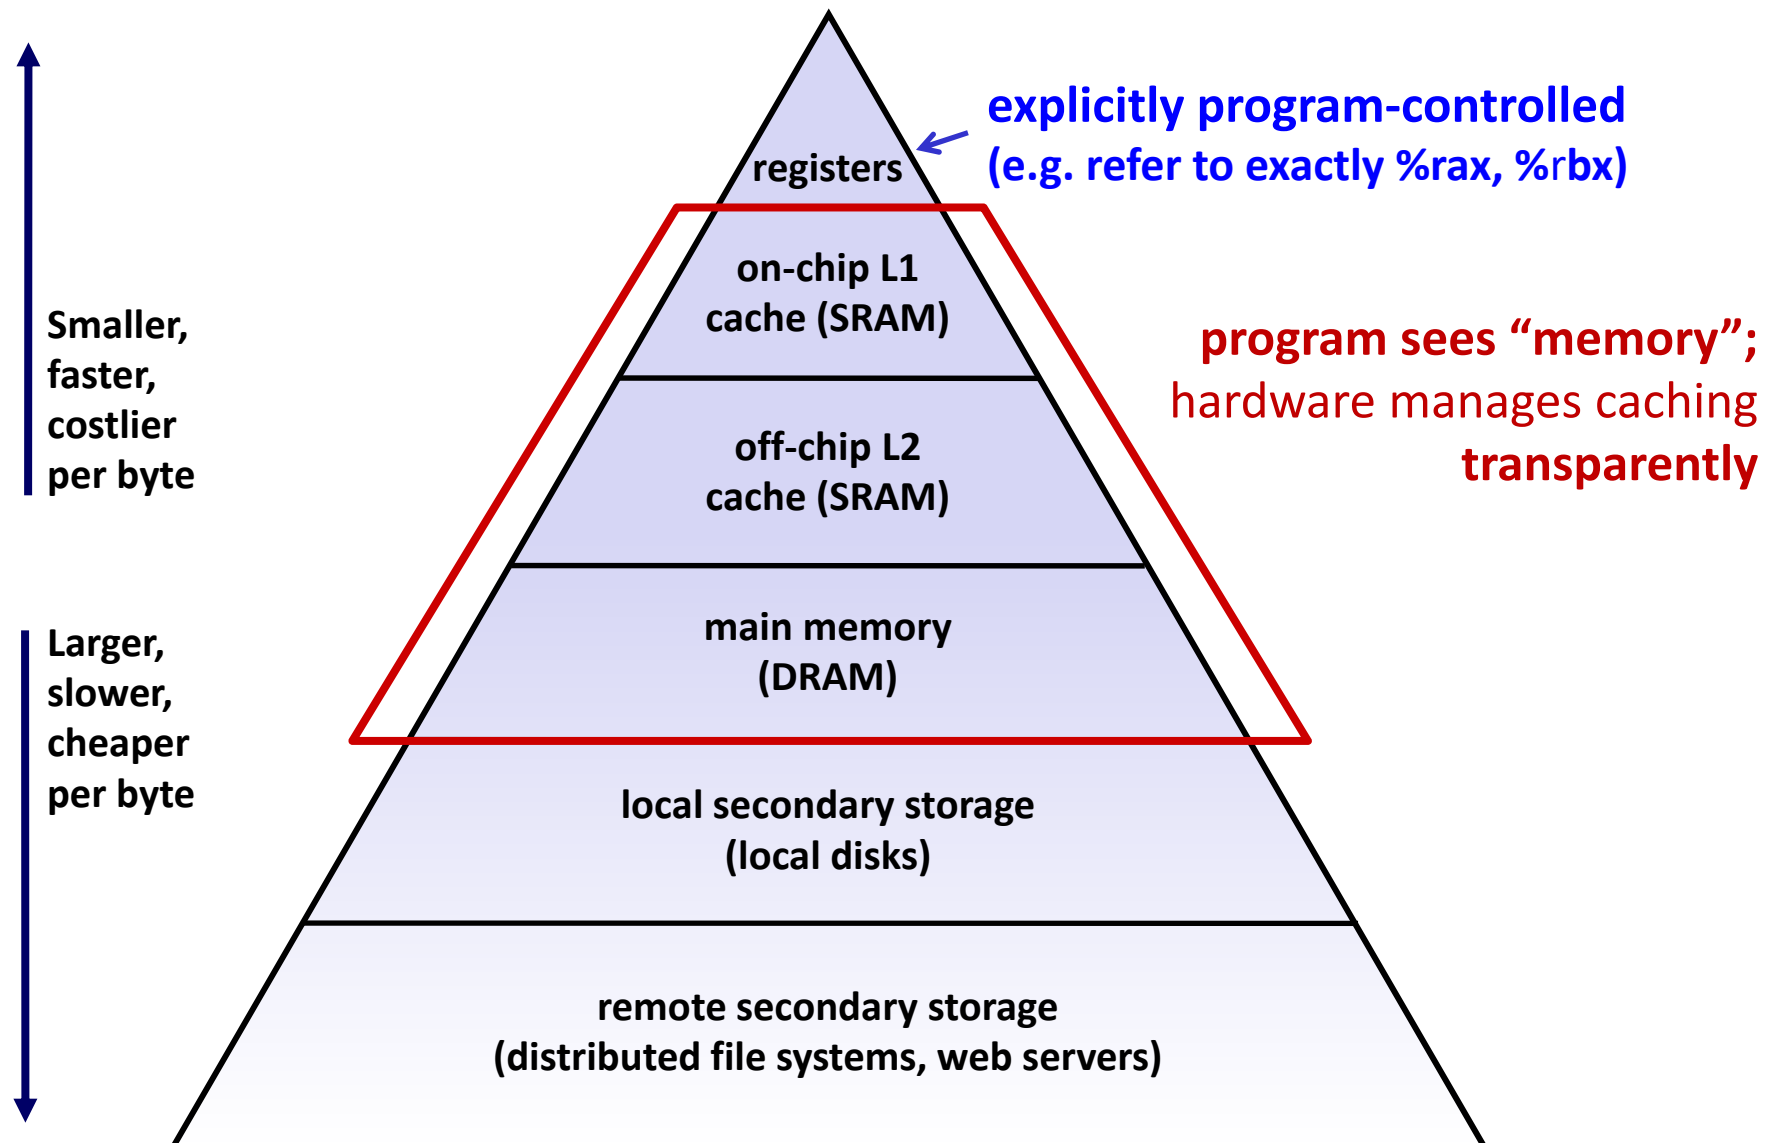 explicitly program-controlled
(e.g. refer to exactly %rax, %rbx)
registers
on-chip L1
cache (SRAM)
Smaller,
faster,
costlier
per byte
program sees “memory”;
hardware manages caching
transparently
off-chip L2
cache (SRAM)
main memory
(DRAM)
Larger,
slower,
cheaper
per byte
local secondary storage
(local disks)
remote secondary storage
(distributed file systems, web servers)